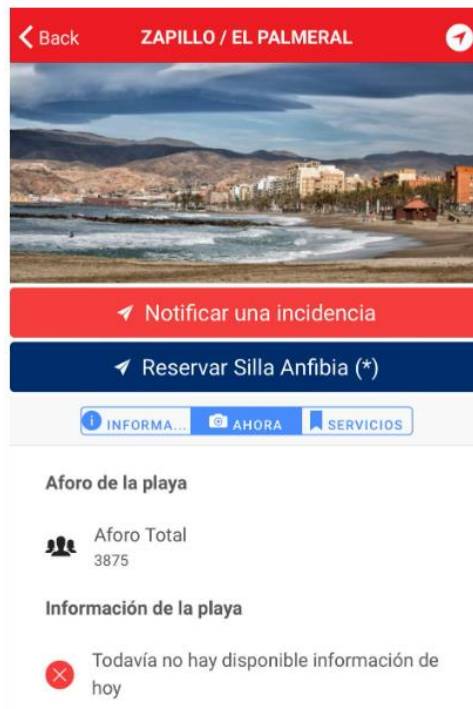 Back
ZAPILLO / EL PALMERAL
Notificar una incidencia
Reservar Silla Anfibia (*)
INFORMA...
AHORA
SERVICIOS
Aforo de la playa
Aforo Total
3875
Información de la playa
Todavía no hay disponible información de
hoy